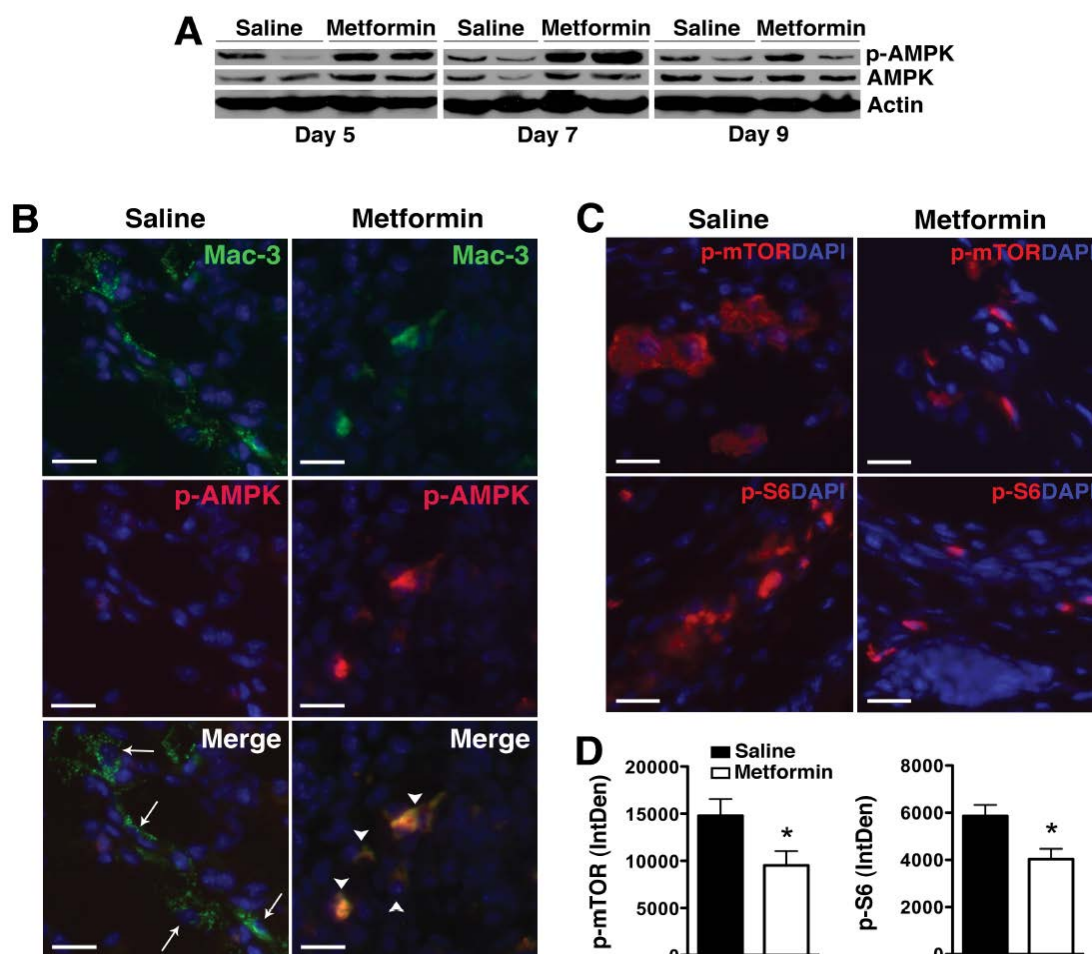 A
Saline Metformin Saline Metformin Saline Metformin
p-AMPK
AMPK
Actin
Day 5 Day 7 Day 9
B
Saline Metformin
Mac-3 Mac-3
p-AMPK p-AMPK
Merge Merge
C
Saline Metformin
p-mTORDAPI p-mTORDAPI
p-S6DAPI p-S6DAPI
D
Saline
Metformin
p-mTOR (IntDen)
20000
15000
10000
5000
*
p-S6 (IntDen)
8000
6000
4000
2000
*